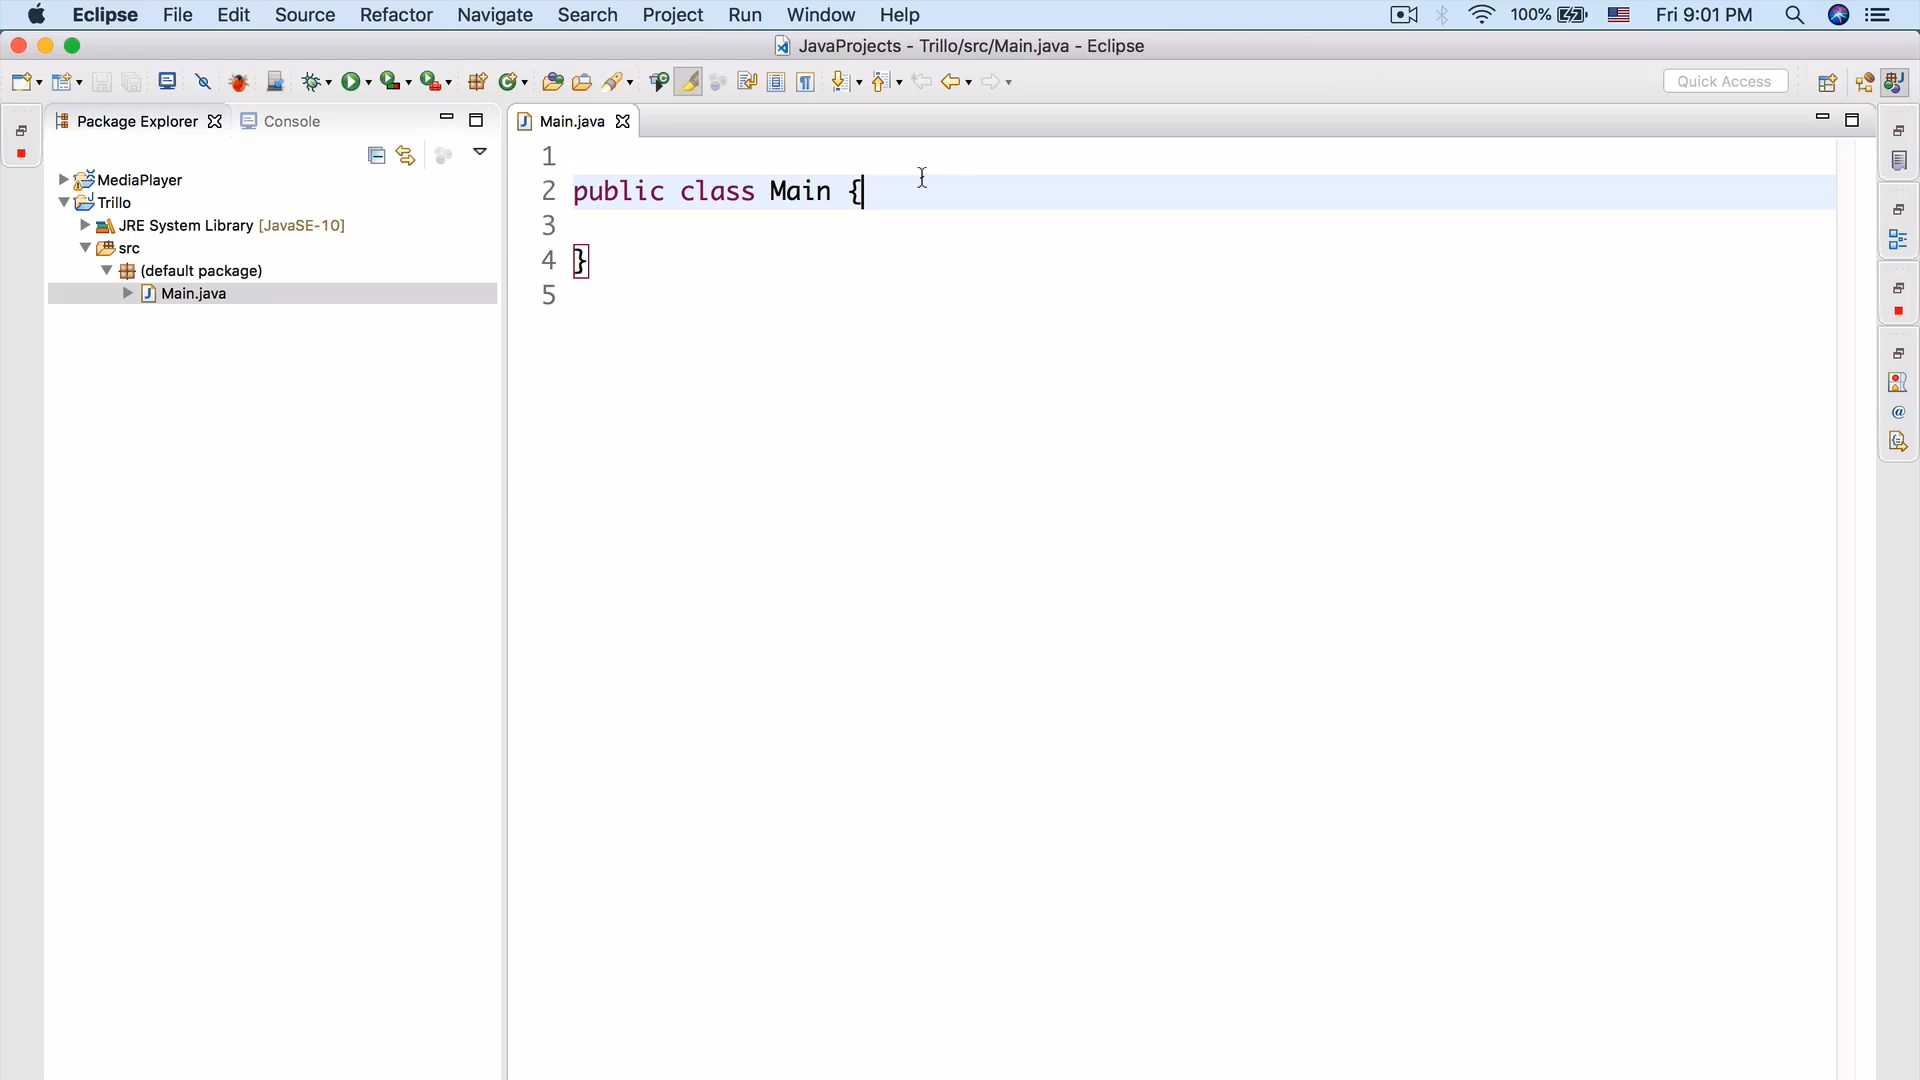 Eclipse File Edit Source Refactor Navigate Search Project Run Window Help 100% Fri 9:01 PM
JavaProjects - Trillo/src/Main.java - Eclipse
Quick Access
Package Explorer Console
MediaPlayer
Trillo
JRE System Library [JavaSE-10]
src
(default package)
Main.java
Main.java
1
2 public class Main {
3
4 }
5